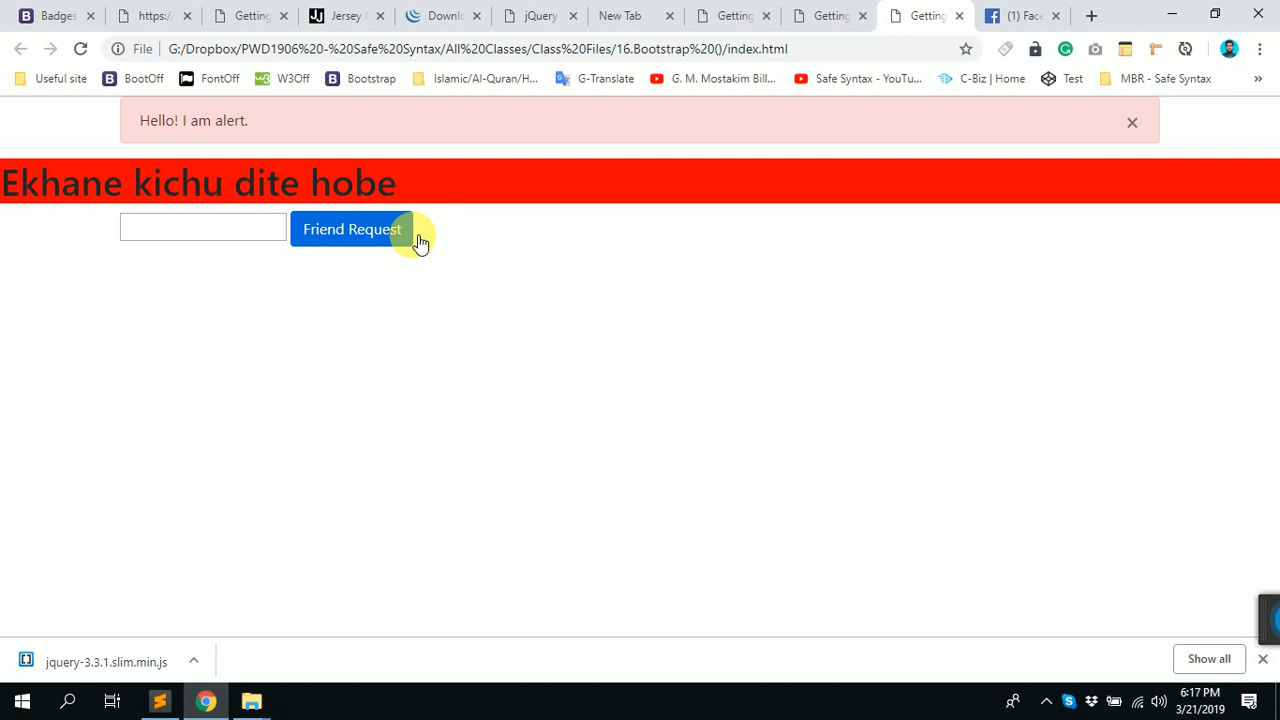 Badges
https:/
Getting
Jersey
Downl
jQuery
New Tab
Getting
Getting
Getting
(1) Face
File
G:/Dropbox/PWD1906%20-%20Safe%20Syntax/All%20Classes/Class%20Files/16.Bootstrap%20()/index.html
Useful site
BootOff
FontOff
W3Off
Bootstrap
Islamic/Al-Quran/H...
G-Translate
G. M. Mostakim Bill...
Safe Syntax - YouTu...
C-Biz | Home
Test
MBR - Safe Syntax
»
Hello! I am alert.
Ekhane kichu dite hobe
Friend Request
jquery-3.3.1.slim.min.js
Show all
6:17 PM
3/21/2019